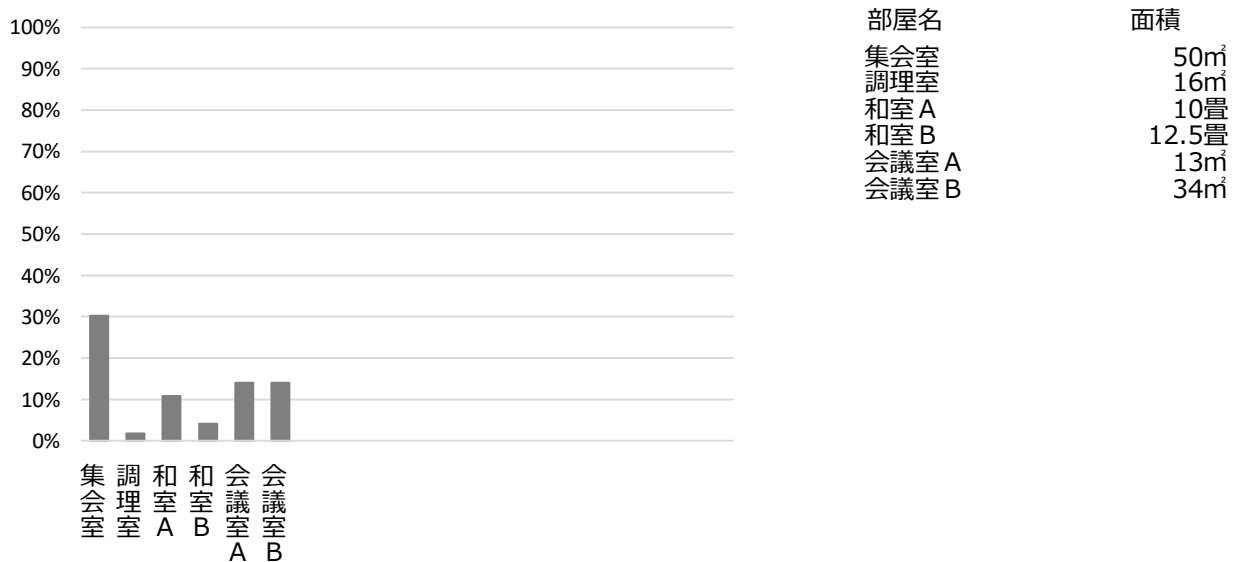 100%
90%
80%
70%
60%
50%
40%
30%
20%
10%
0%
集会室
調理室
和室A
和室B
会議室A
会議室B
部屋名 面積
集会室 50㎡
調理室 16㎡
和室A 10畳
和室B 12.5畳
会議室A 13㎡
会議室B 34㎡